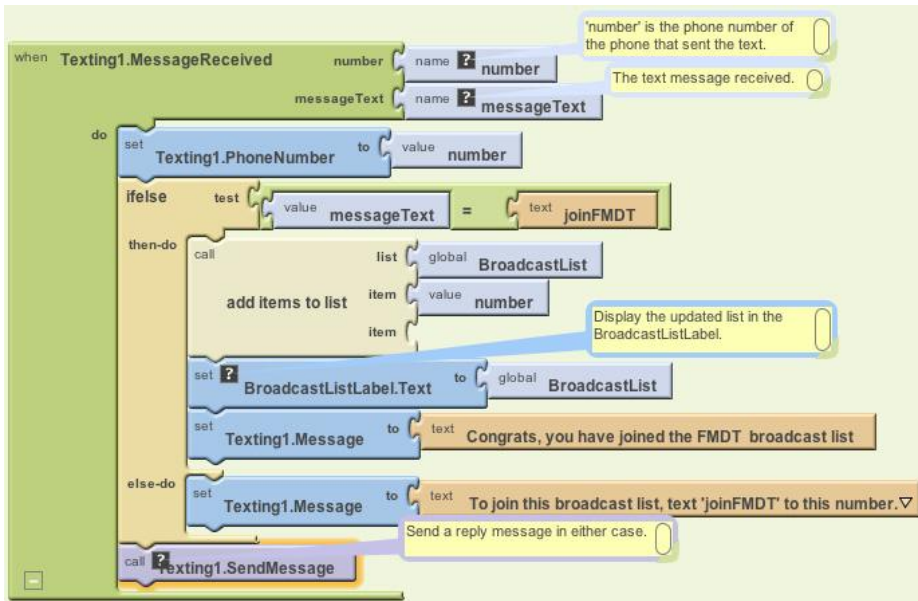 'number' is the phone number of
the phone that sent the text.
when Texting1.MessageReceived number name ? number
The text message received.
messageText name ? messageText
do
set Texting1.PhoneNumber to value number
ifelse test value messageText = text joinFMDT
then-do
call add items to list list global BroadcastList
item value number
item
Display the updated list in the
BroadcastListLabel.
set ? BroadcastListLabel.Text to global BroadcastList
set Texting1.Message to text Congrats, you have joined the FMDT broadcast list
else-do
set Texting1.Message to text To join this broadcast list, text 'joinFMDT' to this number.
Send a reply message in either case.
call ? Texting1.SendMessage